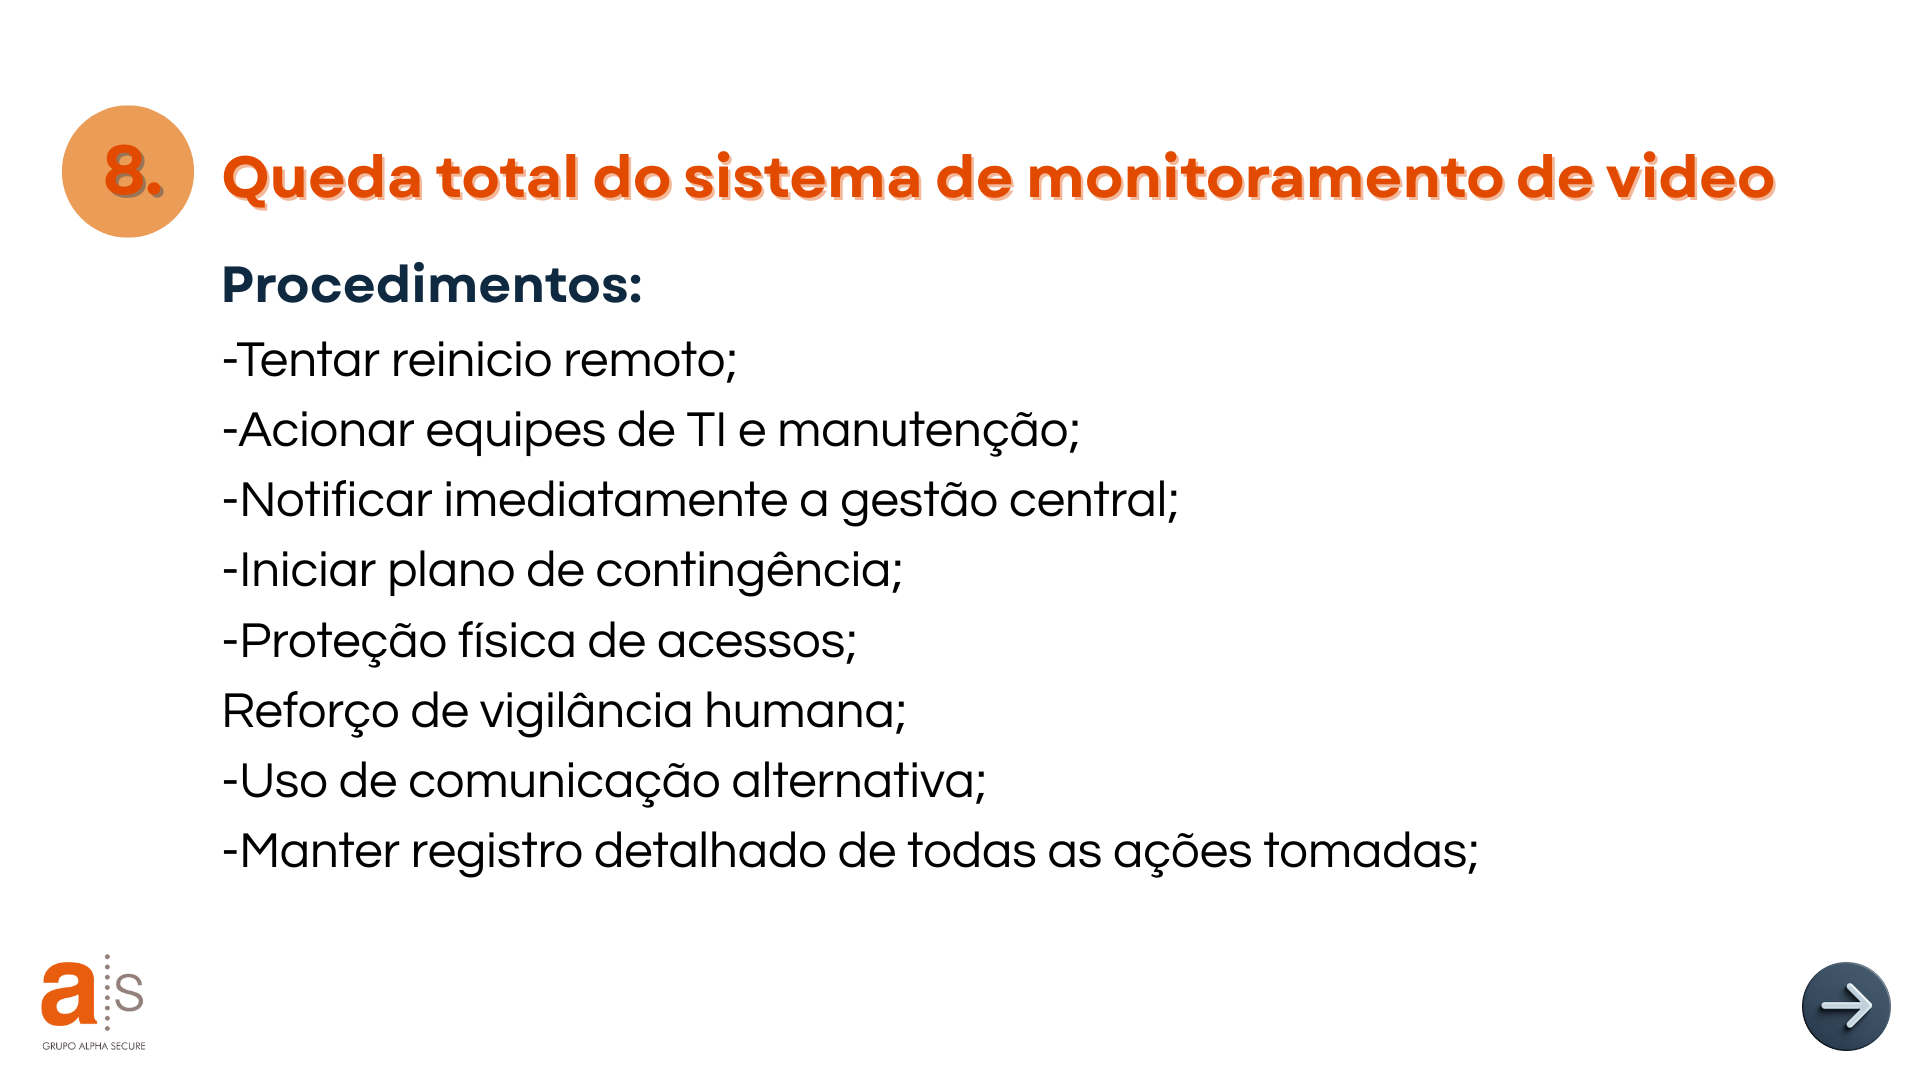 8. Queda total do sistema de monitoramento de video
Procedimentos:
-Tentar reinicio remoto;
-Acionar equipes de TI e manutenção;
-Notificar imediatamente a gestão central;
-Iniciar plano de contingência;
-Proteção física de acessos;
Reforço de vigilância humana;
-Uso de comunicação alternativa;
-Manter registro detalhado de todas as ações tomadas;
a s
GRUPO ALPHA SECURE